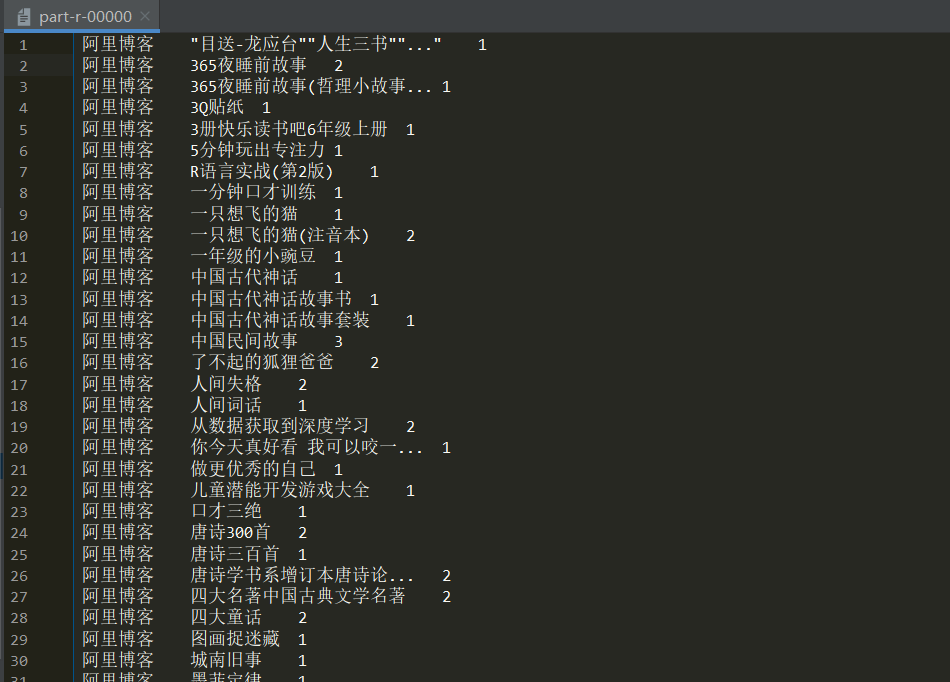 part-r-00000
1 阿里博客 "目送-龙应台""人生三书""..." 1
2 阿里博客 365夜睡前故事 2
3 阿里博客 365夜睡前故事(哲理小故事... 1
4 阿里博客 3Q贴纸 1
5 阿里博客 3册快乐读书吧6年级上册 1
6 阿里博客 5分钟玩出专注力 1
7 阿里博客 R语言实战(第2版) 1
8 阿里博客 一分钟口才训练 1
9 阿里博客 一只想飞的猫 1
10 阿里博客 一只想飞的猫(注音本) 2
11 阿里博客 一年级的小豌豆 1
12 阿里博客 中国古代神话 1
13 阿里博客 中国古代神话故事书 1
14 阿里博客 中国古代神话故事套装 1
15 阿里博客 中国民间故事 3
16 阿里博客 了不起的狐狸爸爸 2
17 阿里博客 人间失格 2
18 阿里博客 人间词话 1
19 阿里博客 从数据获取到深度学习 2
20 阿里博客 你今天真好看 我可以咬一... 1
21 阿里博客 做更优秀的自己 1
22 阿里博客 儿童潜能开发游戏大全 1
23 阿里博客 口才三绝 1
24 阿里博客 唐诗300首 2
25 阿里博客 唐诗三百首 1
26 阿里博客 唐诗学书系增订本唐诗论... 2
27 阿里博客 四大名著中国古典文学名著 2
28 阿里博客 四大童话 2
29 阿里博客 图画捉迷藏 1
30 阿里博客 城南旧事 1
31 阿里博客 墨菲定律 1